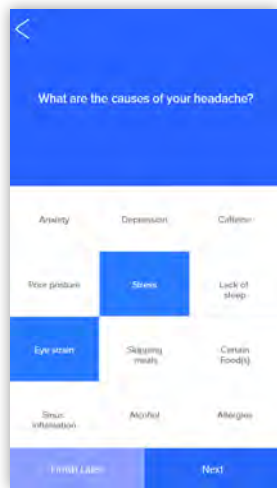 What are the causes of your headache?
Anxiety Depression Caffeine
Poor posture Stress Lack of
sleep
Eye strain Skipping Certain
meals Food(s)
Sinus Alcohol Allergies
inflamation
Finish Later Next